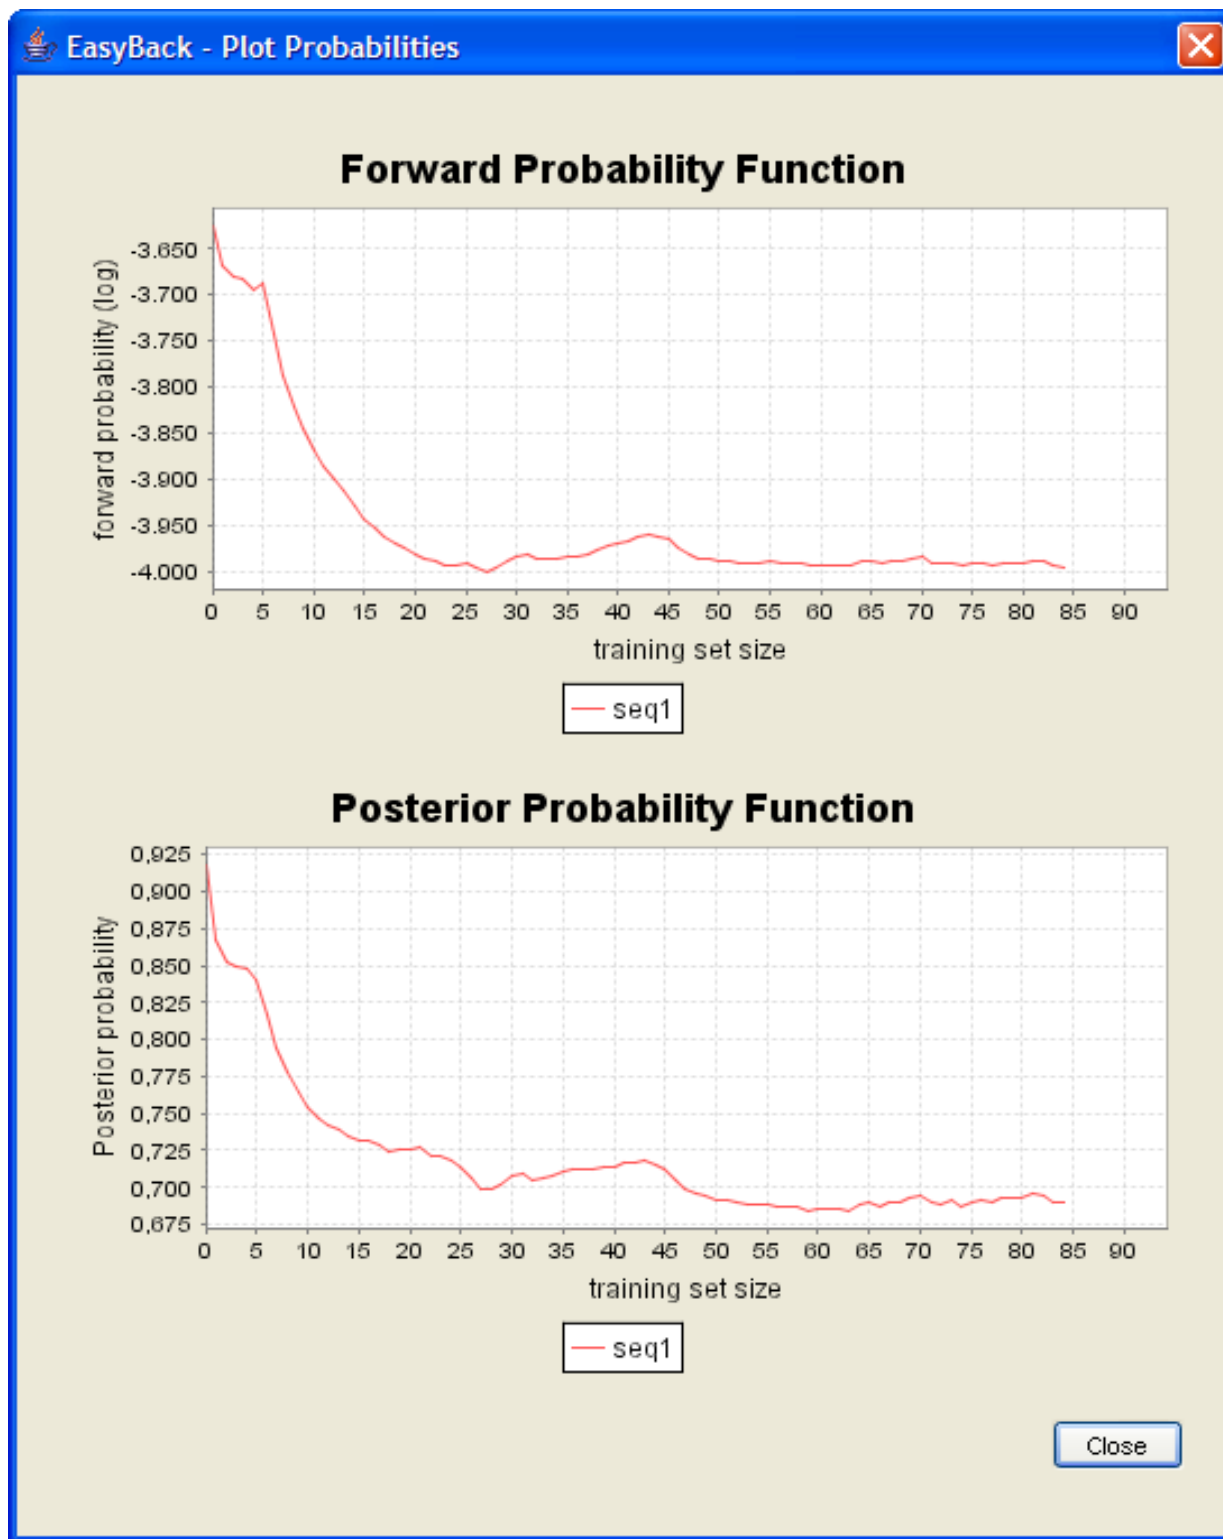 EasyBack - Plot Probabilities
Forward Probability Function
forward probability (log)
-3.650
-3.700
-3.750
-3.800
-3.850
-3.900
-3.950
-4.000
0 5 10 15 20 25 30 35 40 45 50 55 60 65 70 75 80 85 90
training set size
seq1
Posterior Probability Function
Posterior probability
0,925
0,900
0,875
0,850
0,825
0,800
0,775
0,750
0,725
0,700
0,675
0 5 10 15 20 25 30 35 40 45 50 55 60 65 70 75 80 85 90
training set size
seq1
Close